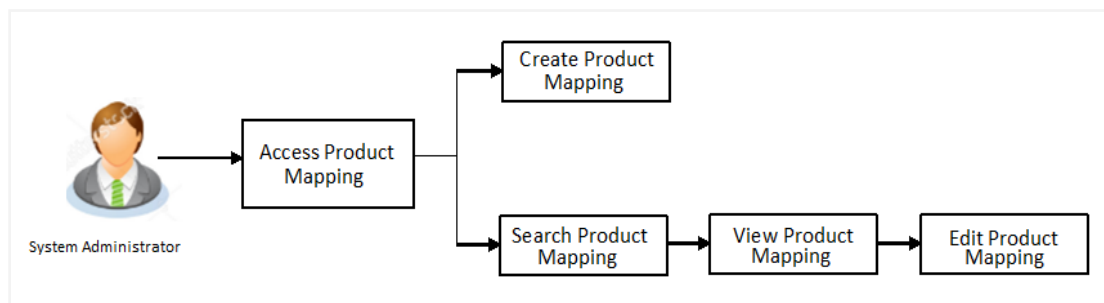 Create Product
Mapping
Access Product
Mapping
System Administrator
Search Product
Mapping
View Product
Mapping
Edit Product
Mapping